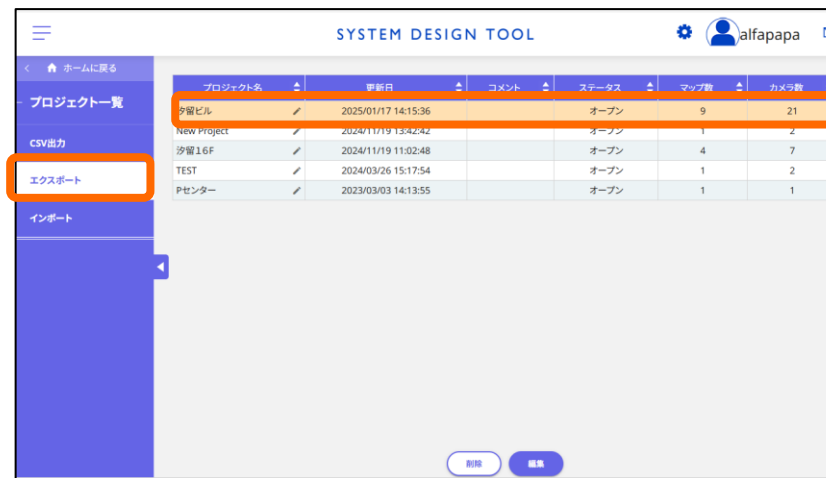 SYSTEM DESIGN TOOL
alfapapa
< ホームに戻る
プロジェクト一覧
CSV出力
エクスポート
インポート
プロジェクト名 更新日 コメント ステータス マップ数 カメラ数
汐留ビル 2025/01/17 14:15:36 オープン 9 21
New Project 2024/11/19 13:42:42 オープン 1 2
汐留16F 2024/11/19 11:02:48 オープン 4 7
TEST 2024/03/26 15:17:54 オープン 1 2
Pセンター 2023/03/03 14:13:55 オープン 1 1
削除 編集